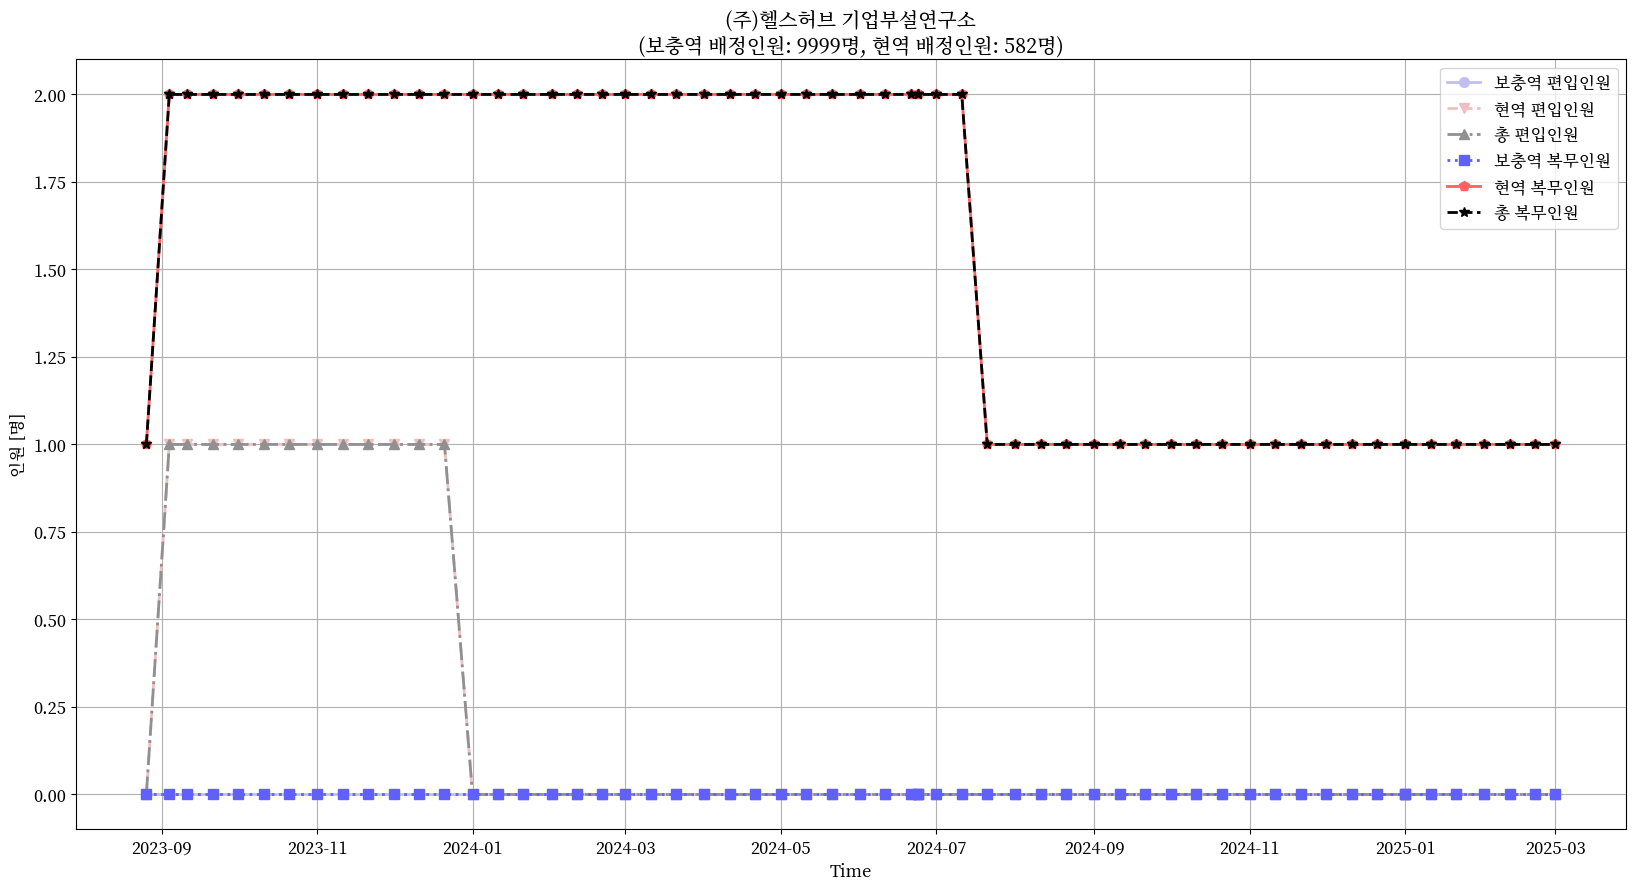 (주)헬스허브 기업부설연구소
(보충역 배정인원: 9999명, 현역 배정인원: 582명)
보충역 편입인원
현역 편입인원
총 편입인원
보충역 복무인원
현역 복무인원
총 복무인원
인원 [명]
2.00
1.75
1.50
1.25
1.00
0.75
0.50
0.25
0.00
2023-09 2023-11 2024-01 2024-03 2024-05 2024-07 2024-09 2024-11 2025-01 2025-03
Time